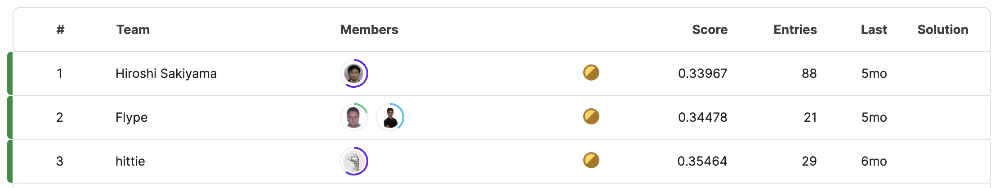 # Team Members Score Entries Last Solution
1 Hiroshi Sakiyama 0.33967 88 5mo
2 Flype 0.34478 21 5mo
3 hittie 0.35464 29 6mo